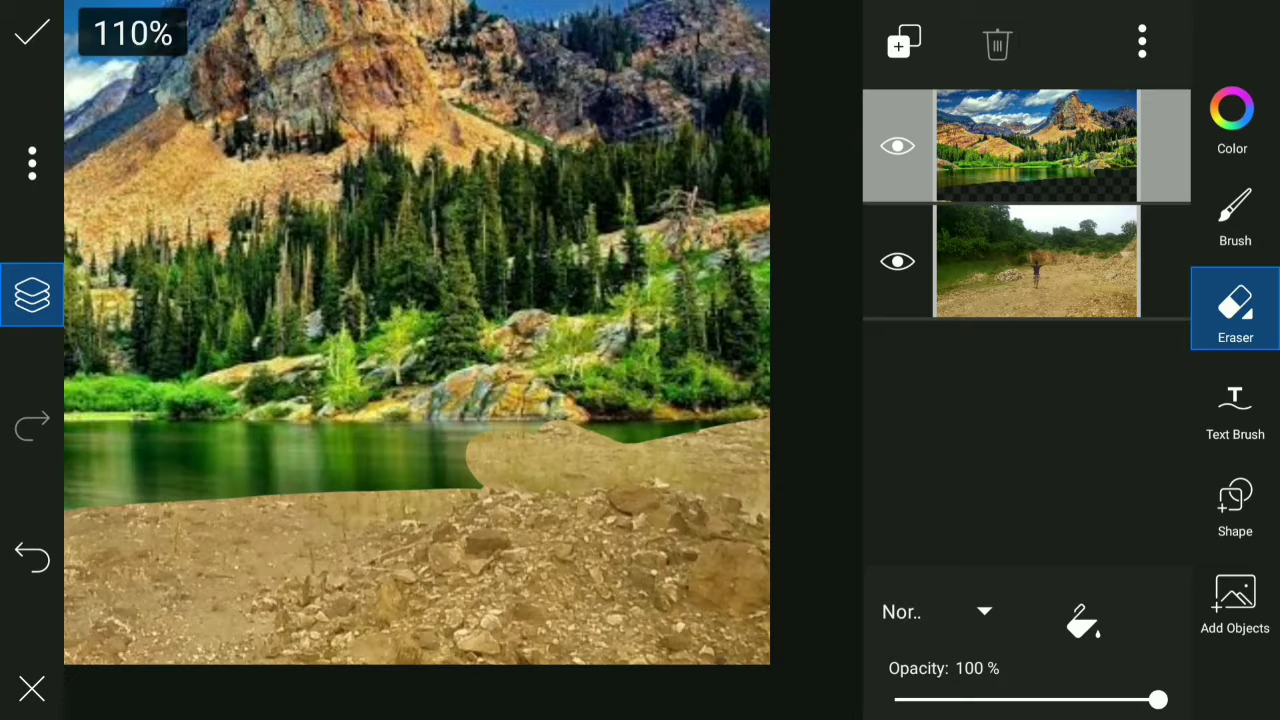 110%
Color
Brush
Eraser
Text Brush
Shape
Add Objects
Nor..
Opacity: 100 %